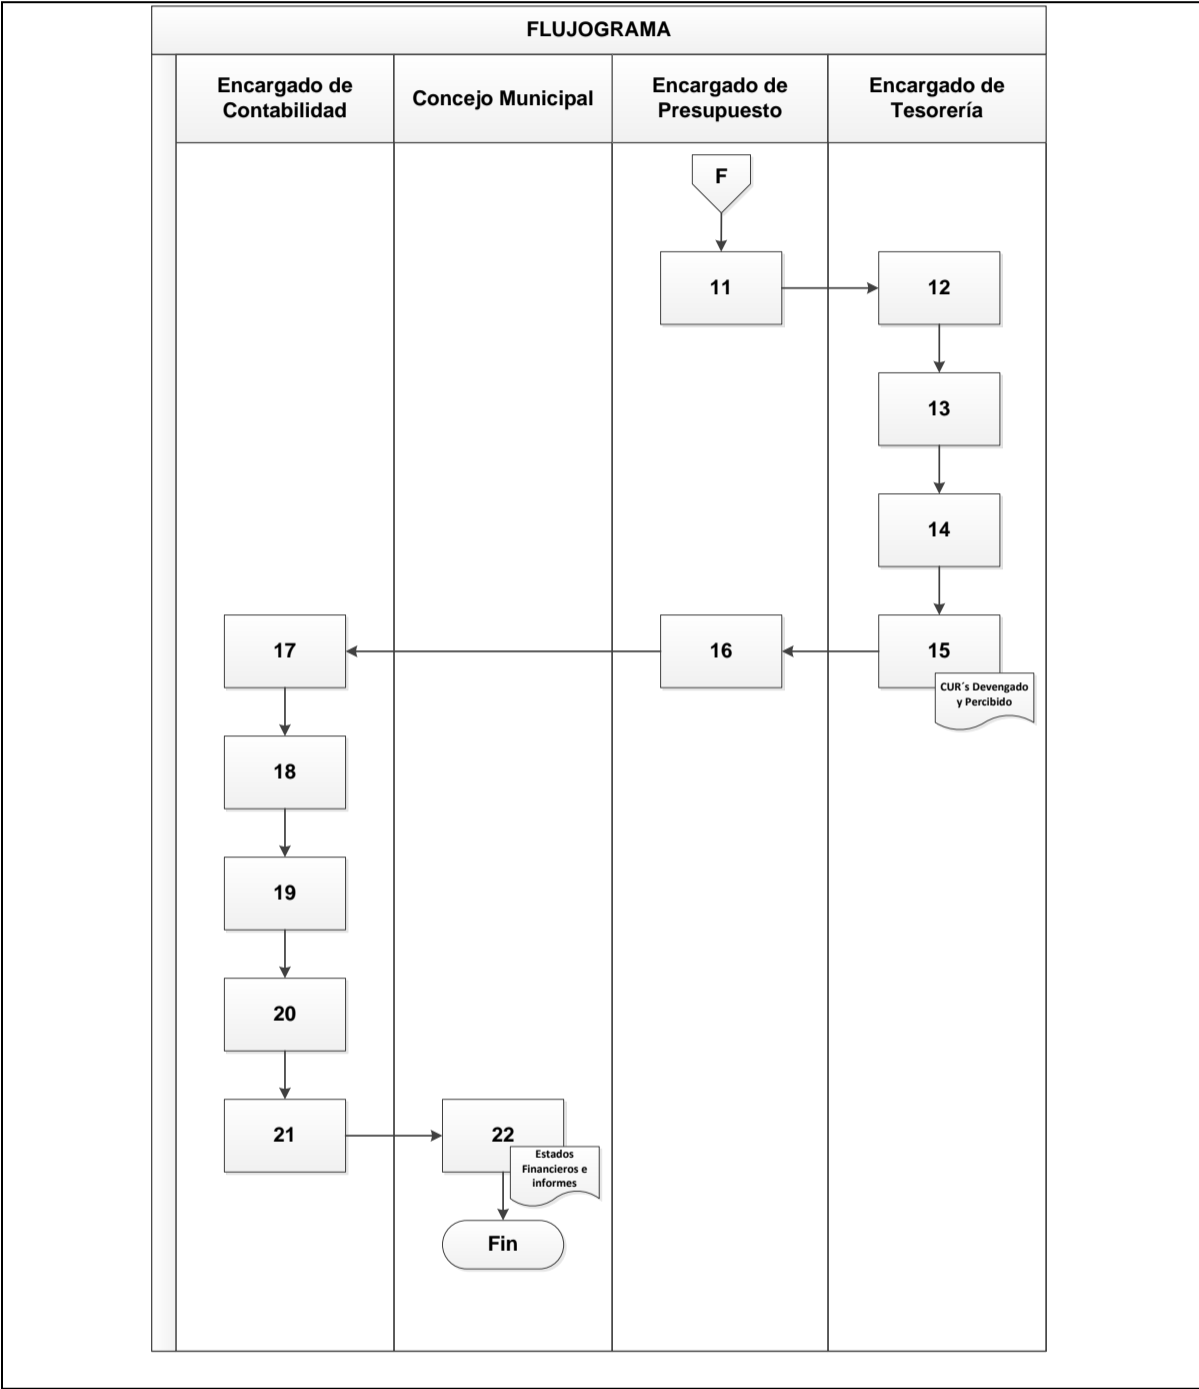 FLUJOGRAMA
Encargado de
Contabilidad
Concejo Municipal
Encargado de
Presupuesto
Encargado de
Tesorería
F
11
12
13
14
17
16
15
CUR´s Devengado
y Percibido
18
19
20
21
22
Estados
Financieros e
informes
Fin